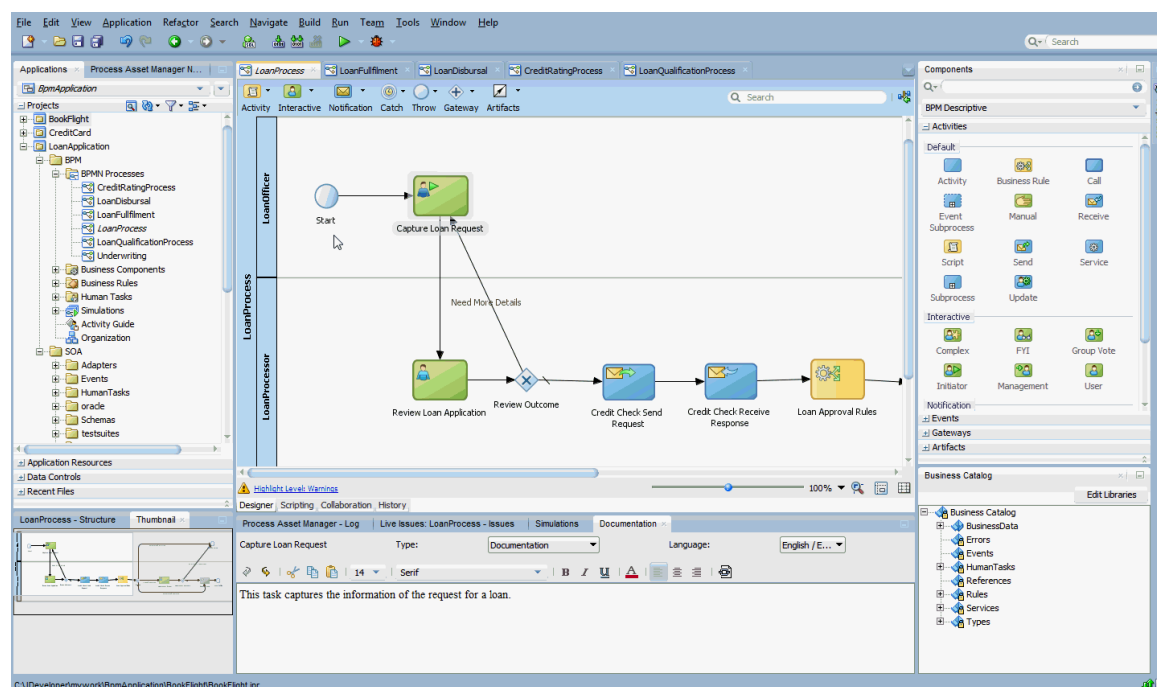 File Edit View Application Refactor Search Navigate Build Run Team Tools Window Help
Search
Applications Process Asset Manager N...
BpmApplication
Projects
BookFlight
CreditCard
LoanApplication
BPM
BPMN Processes
CreditRatingProcess
LoanDisbursal
LoanFullfilment
LoanProcess
LoanQualificationProcess
Underwriting
Business Components
Business Rules
Human Tasks
Simulations
Activity Guide
Organization
SOA
Adapters
Events
HumanTasks
oracle
Schemas
testsuites
Application Resources
Data Controls
Recent Files
LoanProcess - Structure Thumbnail
LoanProcess LoanFullfilment LoanDisbursal CreditRatingProcess LoanQualificationProcess
Activity Interactive Notification Catch Throw Gateway Artifacts
Search
LoanProcess
LoanOfficer
Start
Capture Loan Request
Need More Details
LoanProcessor
Review Loan Application
Review Outcome
Credit Check Send
Request
Credit Check Receive
Response
Loan Approval Rules
Highlight Level: Warnings
100%
Designer Scripting Collaboration History
Process Asset Manager - Log Live Issues: LoanProcess - Issues Simulations Documentation
Capture Loan Request Type: Documentation Language: English / E...
14 Serif B I U A
This task captures the information of the request for a loan.
Components
BPM Descriptive
Activities
Default
Activity Business Rule Call
Event
Subprocess
Manual Receive
Script Send Service
Subprocess Update
Interactive
Complex FYI Group Vote
Initiator Management User
Notification
Events
Gateways
Artifacts
Business Catalog
Edit Libraries
Business Catalog
BusinessData
Errors
Events
HumanTasks
References
Rules
Services
Types
C:\JDeveloper\mywork\BpmApplication\BookFlight\BookFlight.jpr